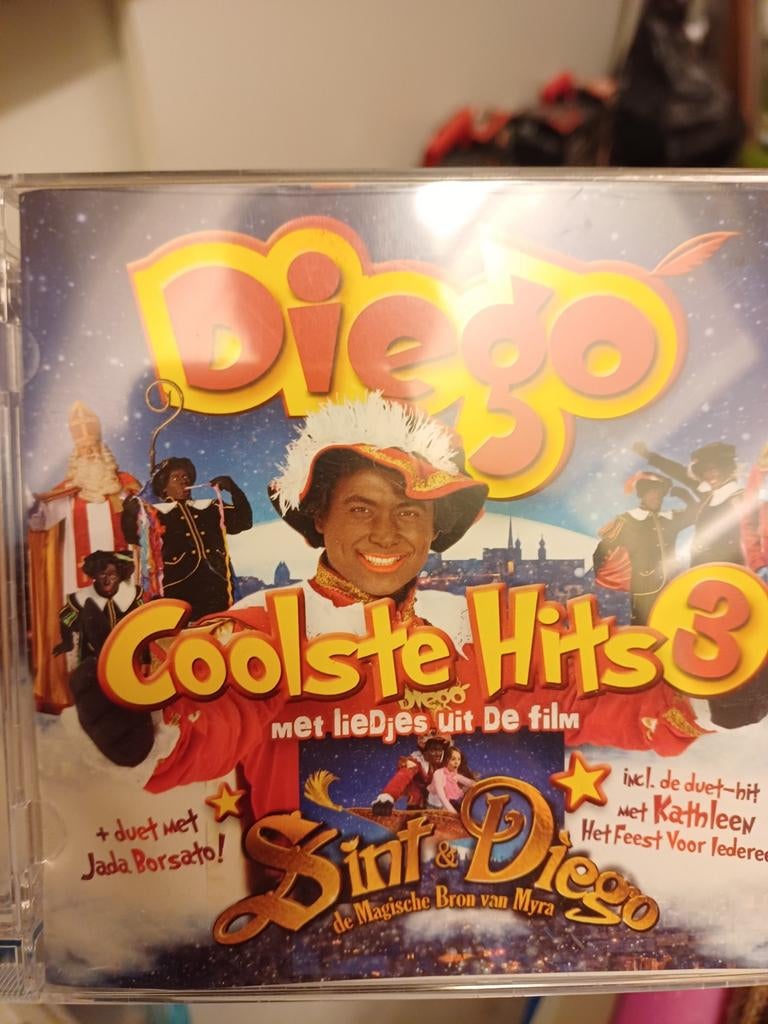 Diego
Coolste Hits 3
Diego
met liedjes uit de film
+ duet met
Jada Borsato!
incl. de duet-hit
met Kathleen
Het Feest Voor Iederee
Sint & Diego
de Magische Bron van Myra